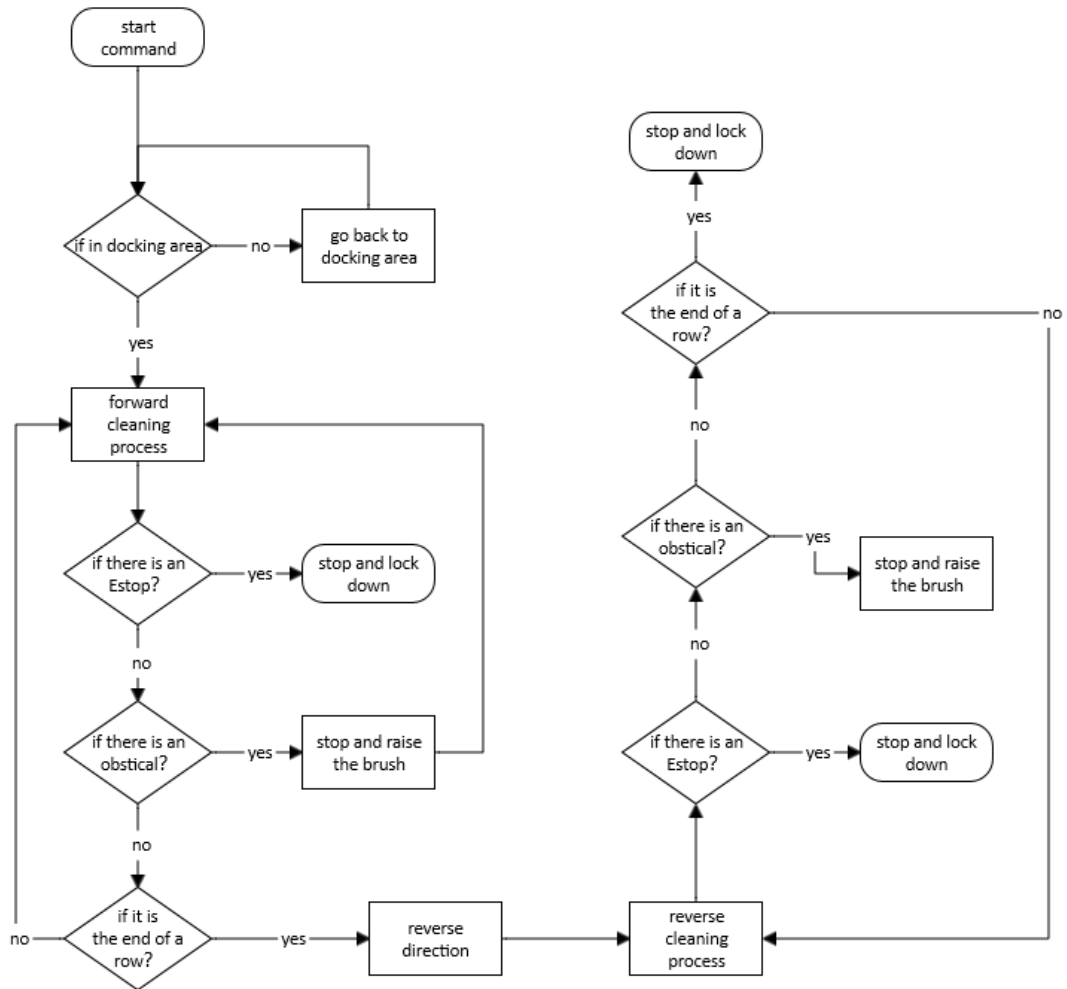 start
command
if in docking area
no
go back to
docking area
yes
forward
cleaning
process
if there is an
Estop?
yes
stop and lock
down
no
if there is an
obstical?
yes
stop and raise
the brush
no
if it is
the end of a
row?
no
yes
reverse
direction
reverse
cleaning
process
if there is an
Estop?
yes
stop and lock
down
no
if there is an
obstical?
yes
stop and raise
the brush
no
if it is
the end of a
row?
no
yes
stop and lock
down